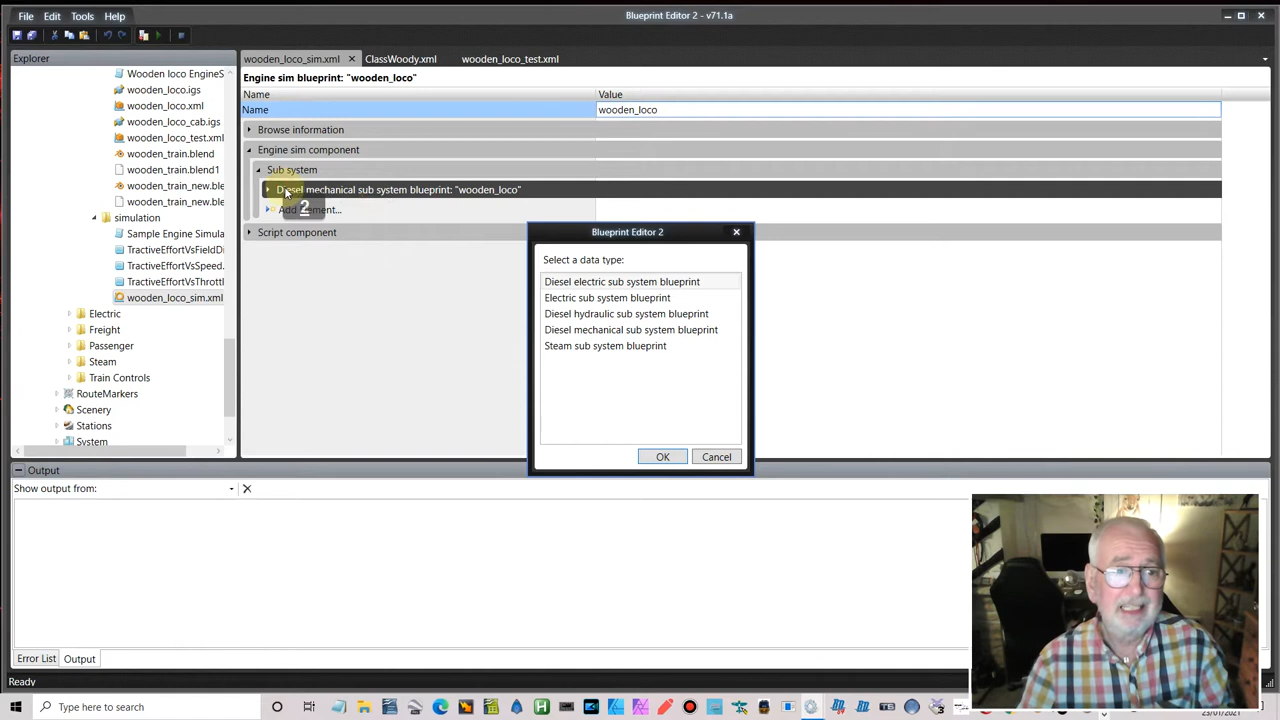 File Edit Tools Help
Blueprint Editor 2 - v71.1a
Explorer
wooden_loco_sim.xml
ClassWoody.xml
wooden_loco_test.xml
Engine sim blueprint: "wooden_loco"
Name
Value
Name
wooden_loco
Browse information
Engine sim component
Sub system
Diesel mechanical sub system blueprint: "wooden_loco"
2
Script component
Wooden loco EngineS
wooden_loco.igs
wooden_loco.xml
wooden_loco_cab.igs
wooden_loco_test.xml
wooden_train.blend
wooden_train.blend1
wooden_train_new.ble
wooden_train_new.ble
simulation
Sample Engine Simula
TractiveEffortVsFieldDi
TractiveEffortVsSpeed.
TractiveEffortVsThrottl
wooden_loco_sim.xml
Electric
Freight
Passenger
Steam
Train Controls
RouteMarkers
Scenery
Stations
System
Blueprint Editor 2
Select a data type:
Diesel electric sub system blueprint
Electric sub system blueprint
Diesel hydraulic sub system blueprint
Diesel mechanical sub system blueprint
Steam sub system blueprint
OK
Cancel
Output
Show output from:
Error List
Output
Ready
Type here to search
23/01/2021